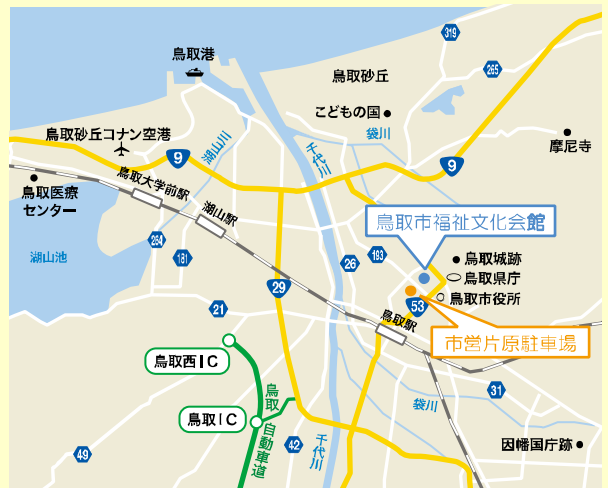 鳥取港
319
265
鳥取砂丘
こどもの国
袋川
千代川
湖山川
鳥取砂丘コナン空港
9
9
摩尼寺
鳥取大学前駅
鳥取医療
センター
湖山駅
鳥取市福祉文化会館
264
181
湖山池
26
183
鳥取城跡
鳥取県庁
鳥取市役所
29
53
21
鳥取駅
市営片原駐車場
鳥取西IC
31
鳥取
自動車道
鳥取IC
袋川
42
千代川
49
因幡国庁跡